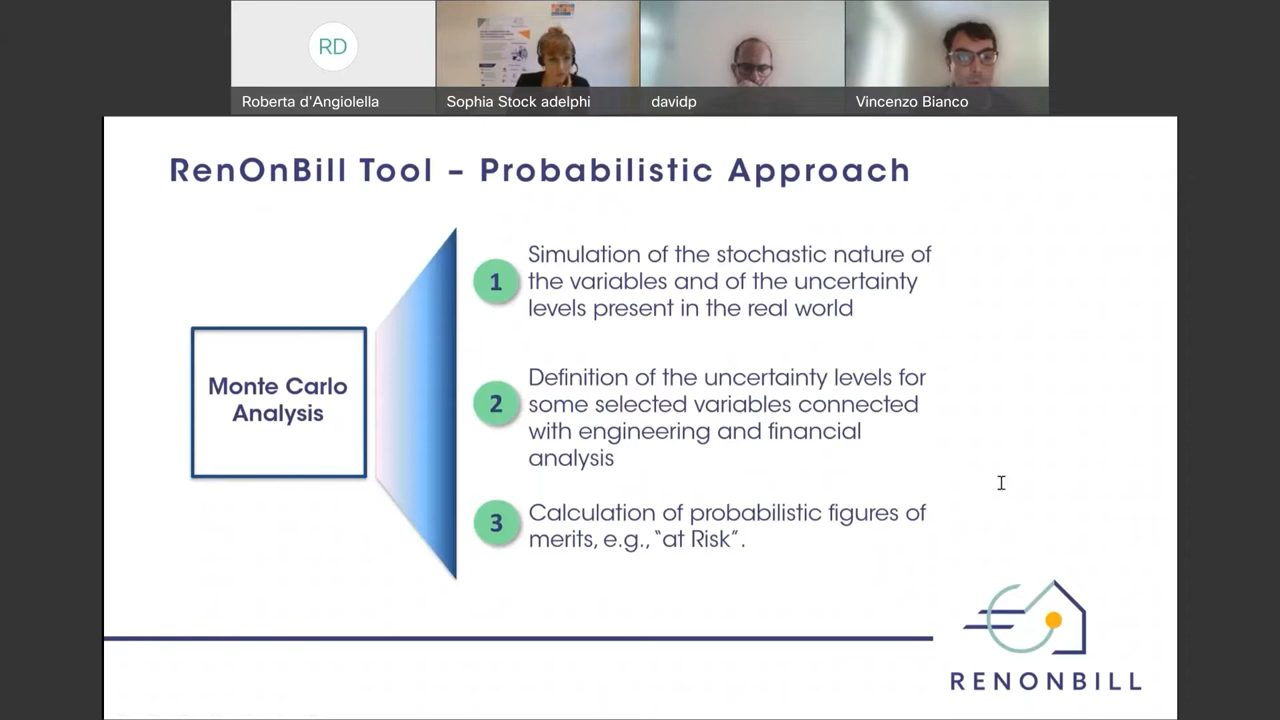 RD
Roberta d'Angiolella
Sophia Stock adelphi
davidp
Vincenzo Bianco
RenOnBill Tool – Probabilistic Approach
Monte Carlo
Analysis
1
Simulation of the stochastic nature of
the variables and of the uncertainty
levels present in the real world
2
Definition of the uncertainty levels for
some selected variables connected
with engineering and financial
analysis
3
Calculation of probabilistic figures of
merits, e.g., “at Risk”.
RENONBILL